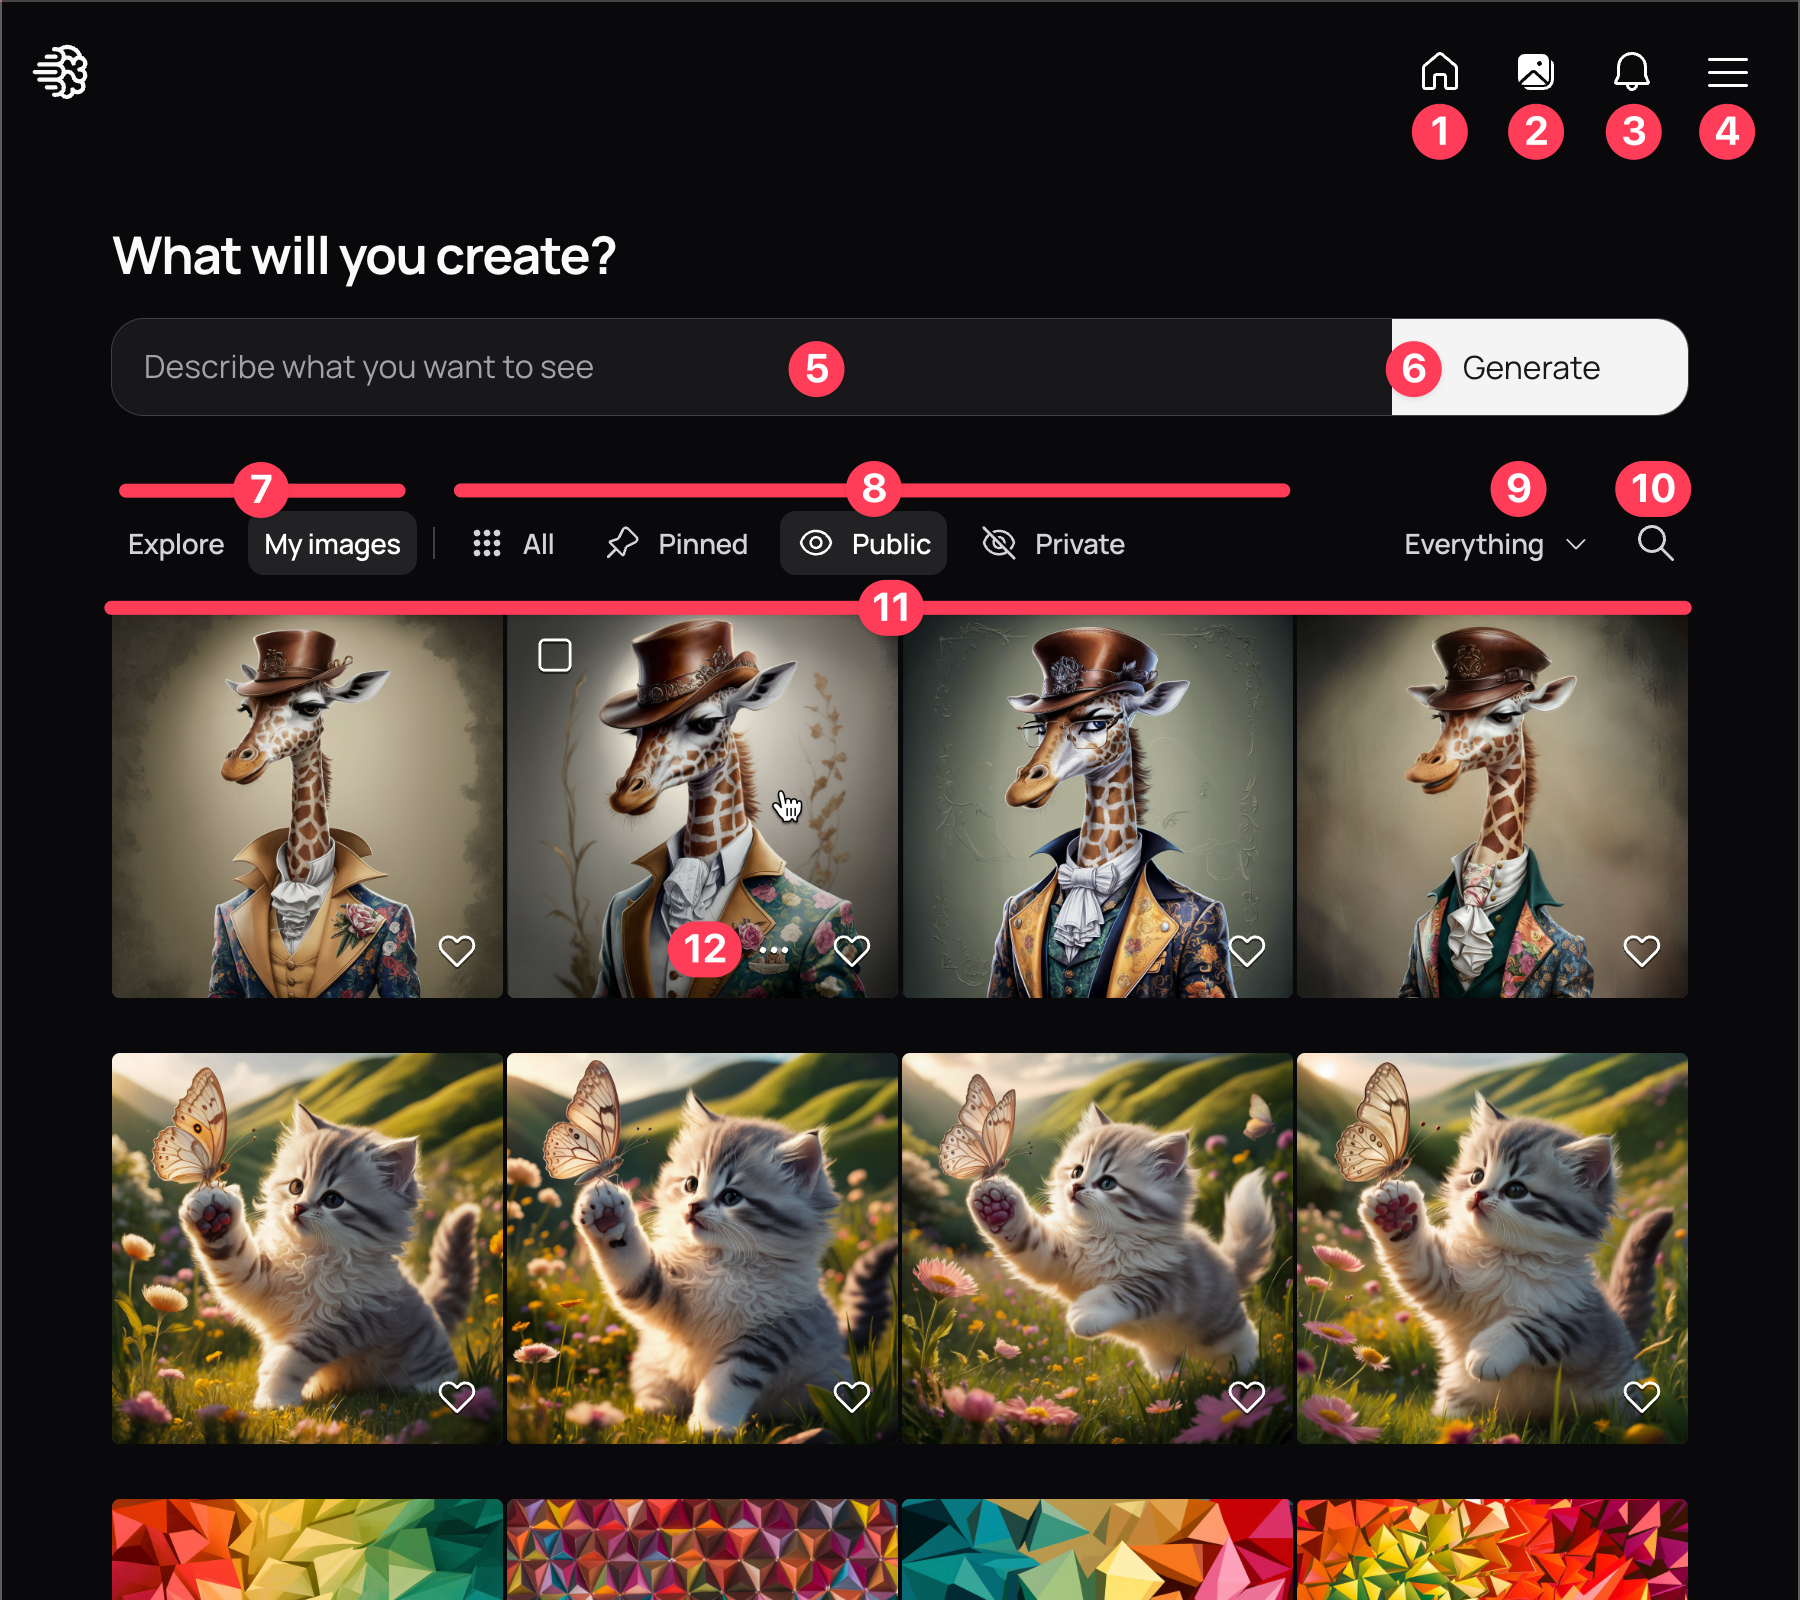 1 2 3 4
What will you create?
Describe what you want to see 5 6 Generate
7 8 9 10
Explore My images All Pinned Public Private Everything
11
12